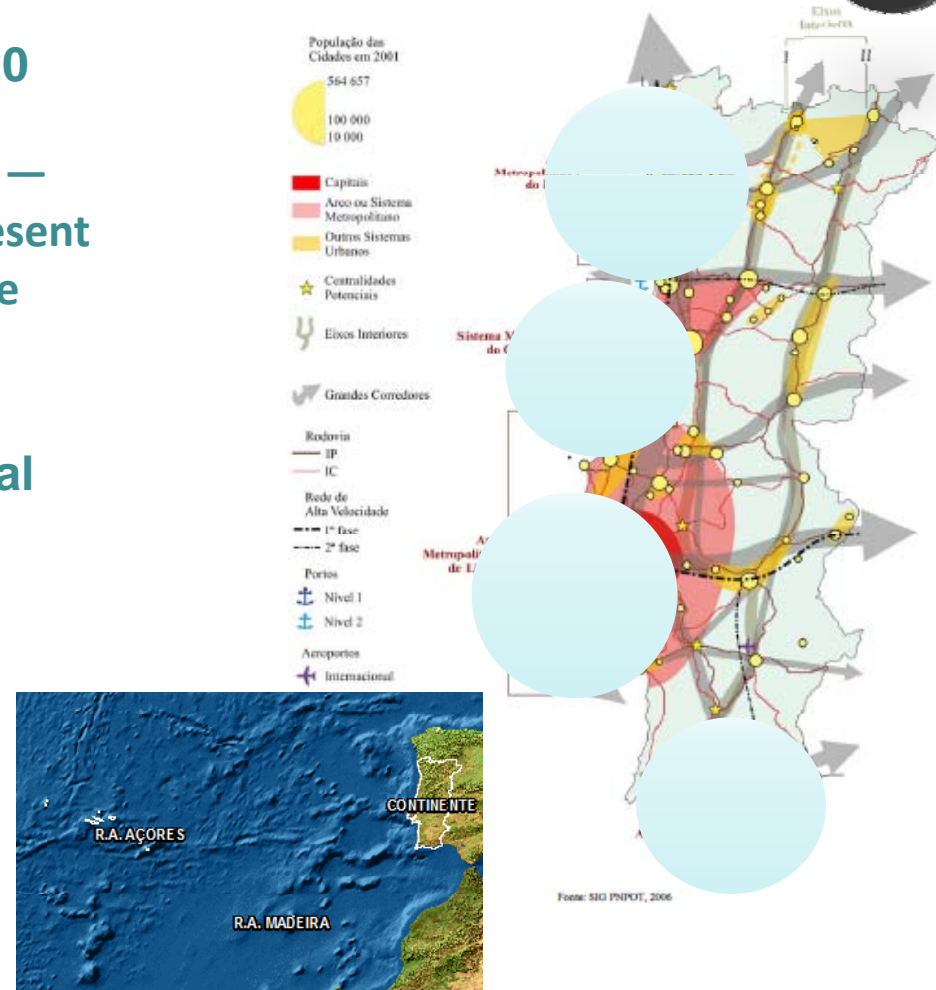 0
—
esent
e
al
População das
Cidades em 2001
564 657
100 000
10 000
Capitais
Arco ou Sistema
Metropolitano
Outros Sistemas
Urbanos
Centralidades
Potenciais
Eixos Interiores
Grandes Corredores
Rodovia
IP
IC
Rede de
Alta Velocidade
1ª fase
2ª fase
Portos
Nível 1
Nível 2
Aeroportos
Internacional
Eixos
Interiores
I II
Metropol
do
Sistema M
do
A
Metropolit
de L
A
CONTINENTE
R.A. AÇORES
R.A. MADEIRA
Fonte: SIG PNPOT, 2006